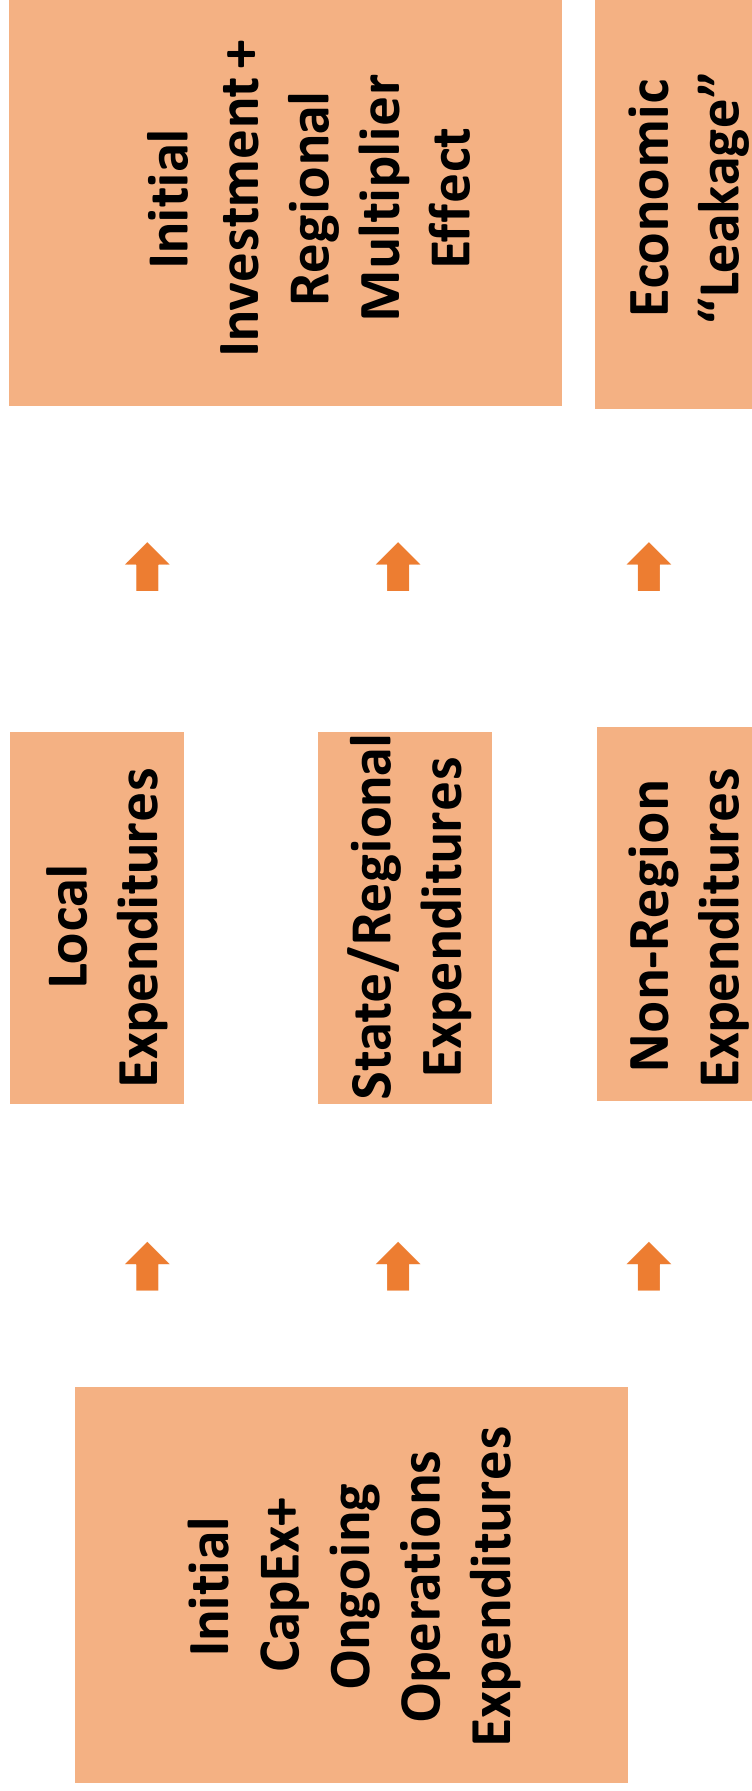 Initial
CapEx+
Ongoing
Operations
Expenditures
Local
Expenditures
State/Regional
Expenditures
Non-Region
Expenditures
Initial
Investment +
Regional
Multiplier
Effect
Economic
“Leakage”